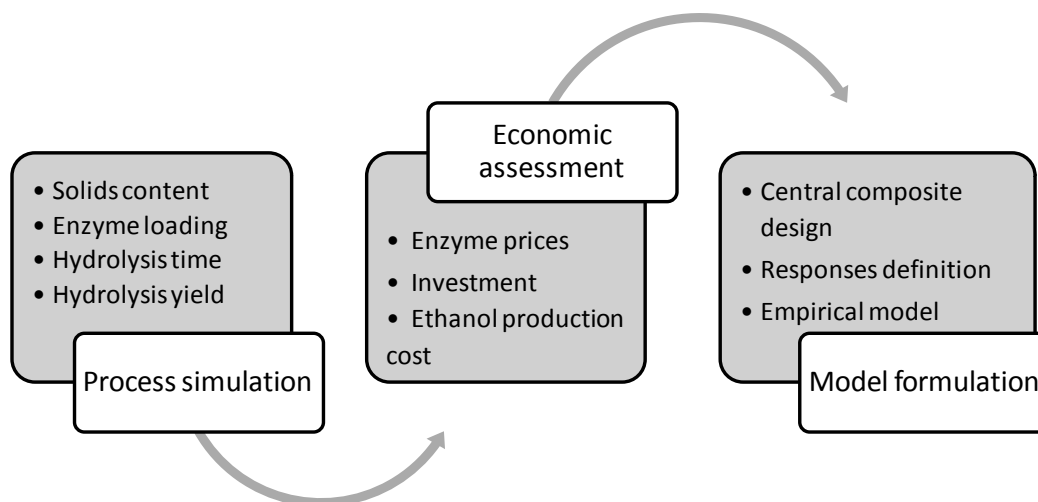 • Solids content
• Enzyme loading
• Hydrolysis time
• Hydrolysis yield
Process simulation
Economic
assessment
• Enzyme prices
• Investment
• Ethanol production
cost
• Central composite
design
• Responses definition
• Empirical model
Model formulation